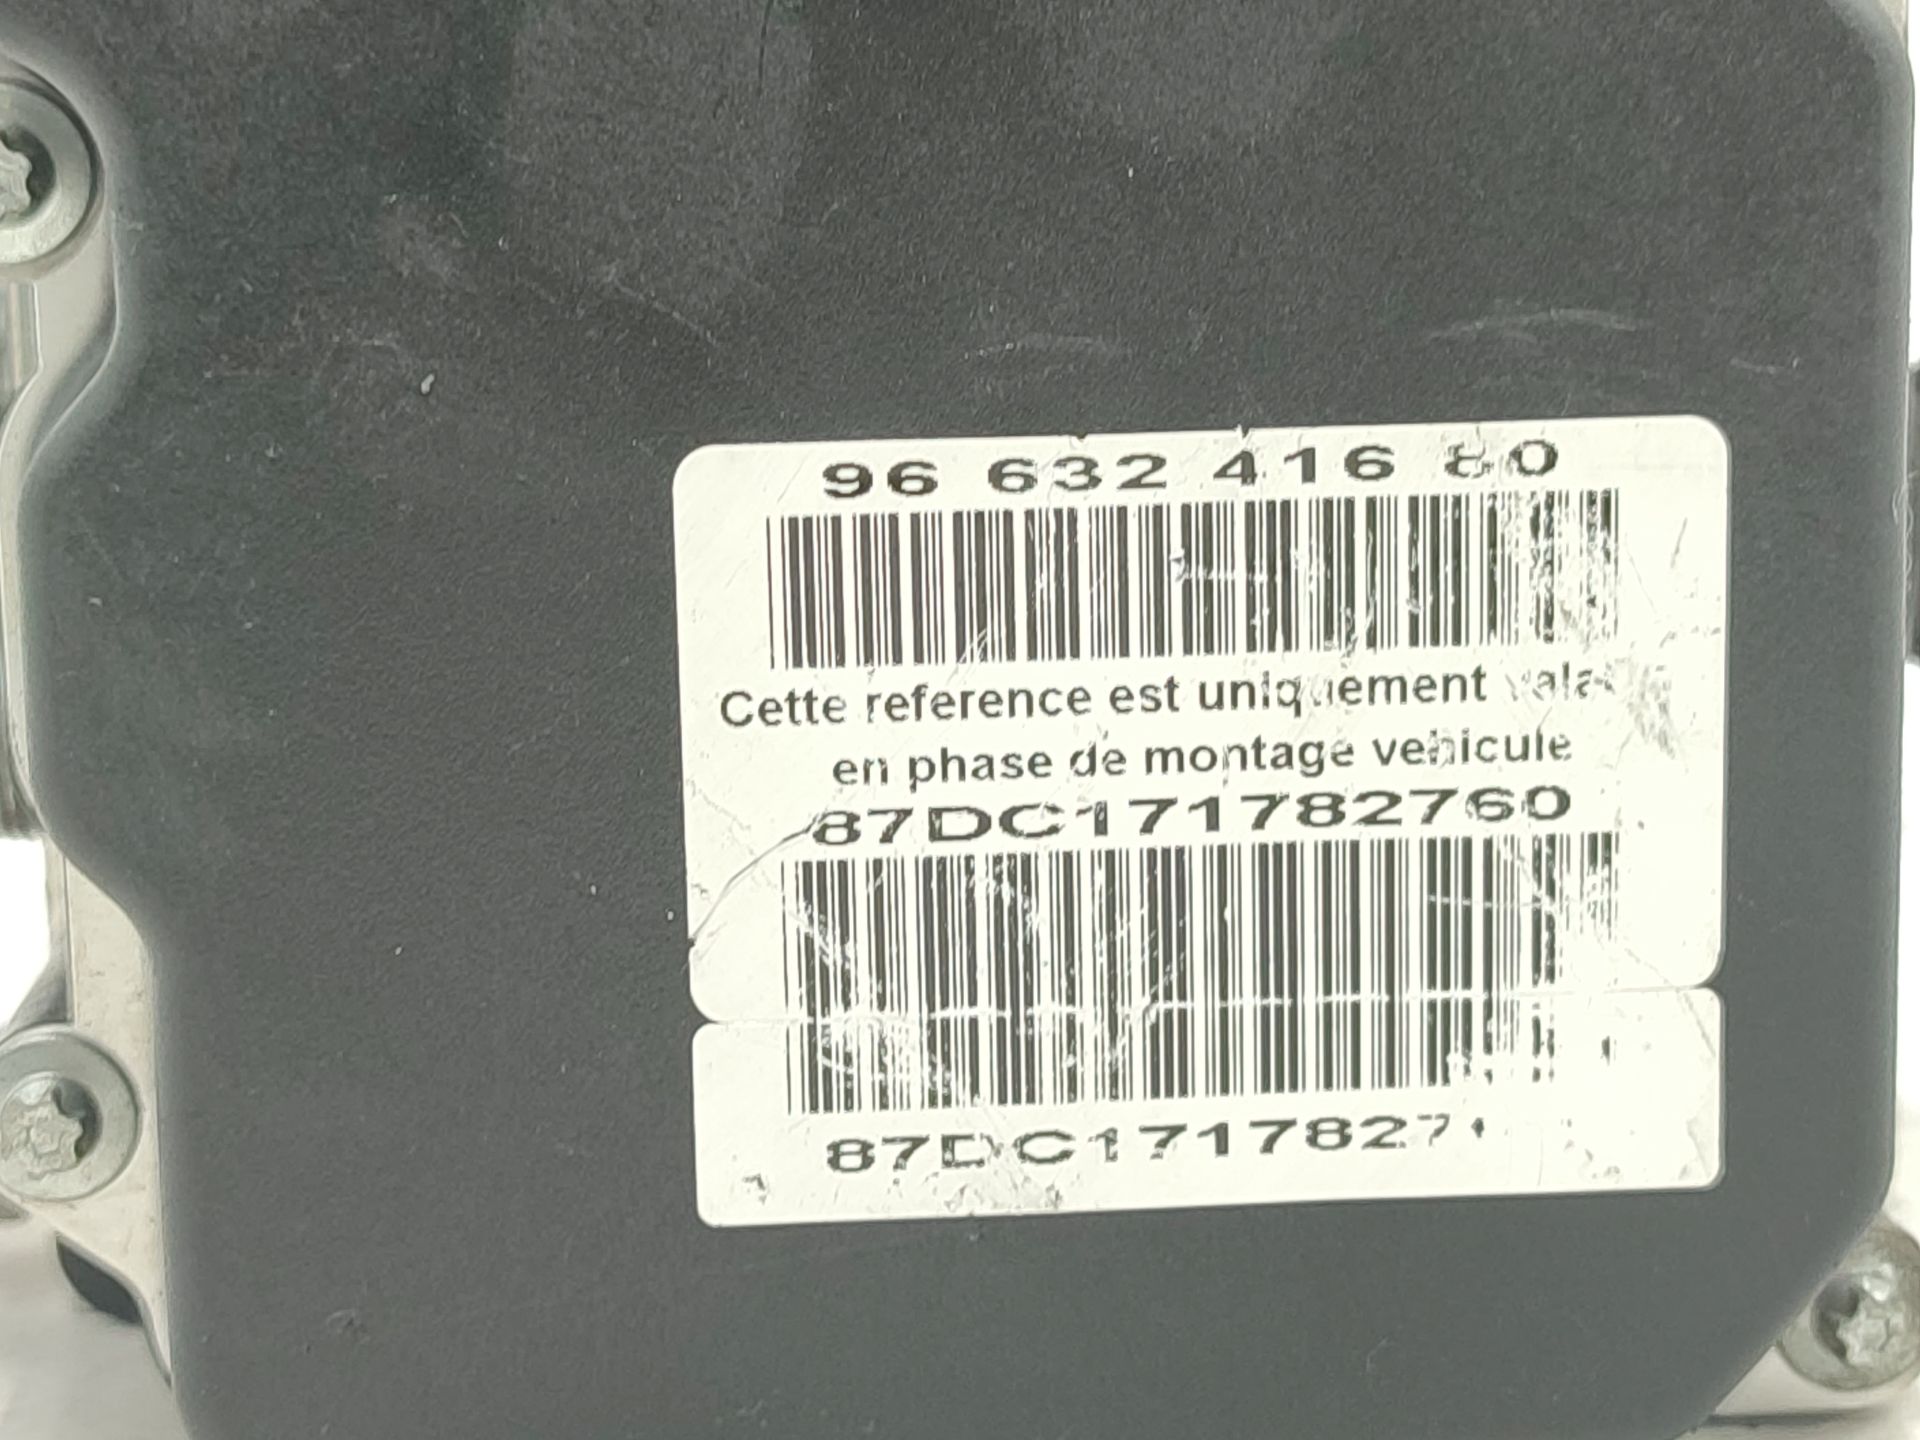 96 632 416 80
Cette reference est uniquement
en phase de montage vehicule
87DC171782760